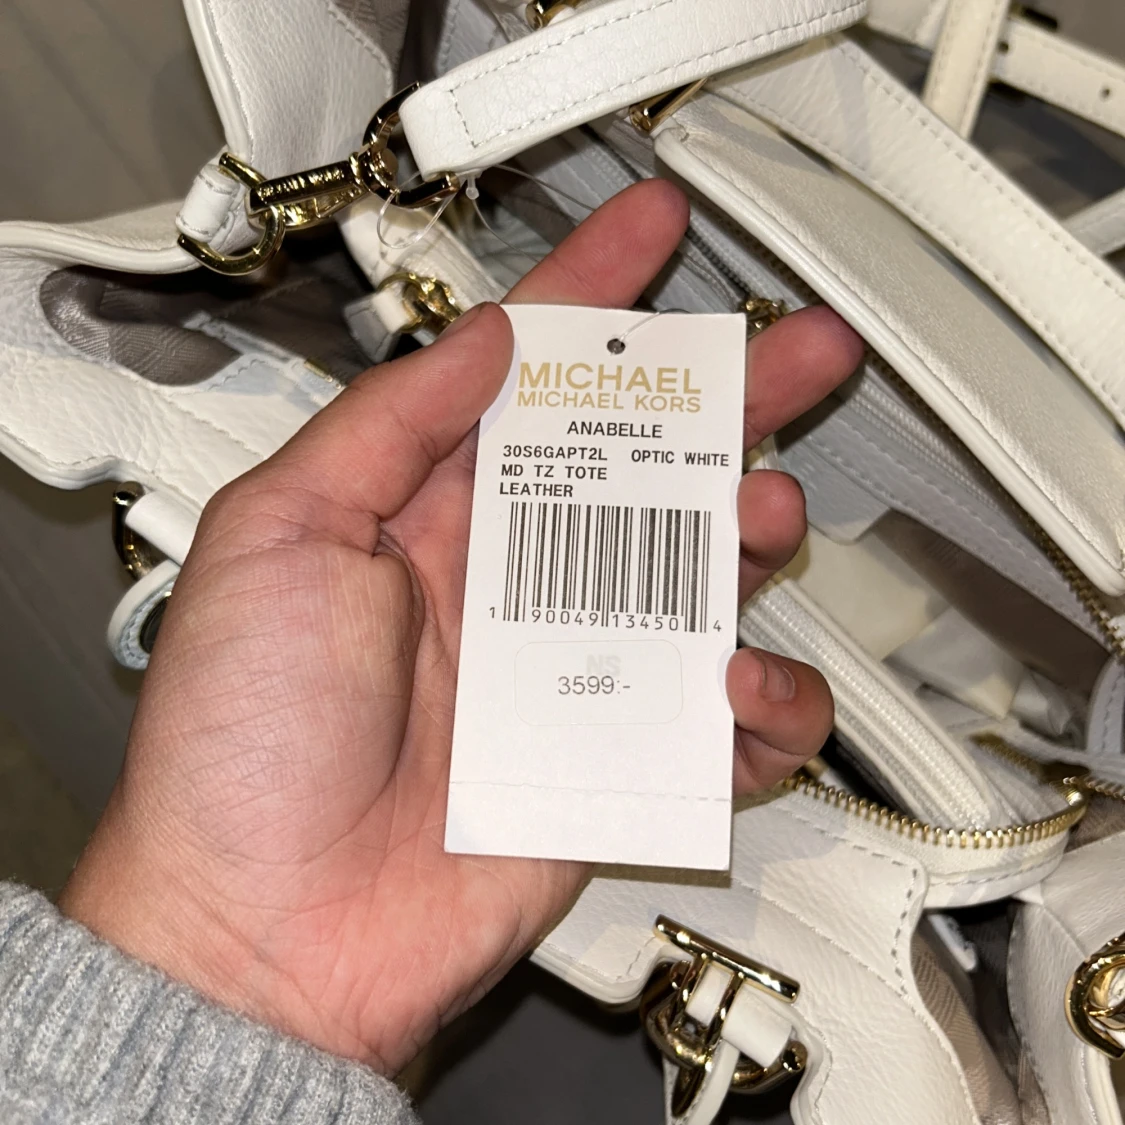 MICHAEL
MICHAEL KORS
ANABELLE
30S6GAPT2L OPTIC WHITE
MD TZ TOTE
LEATHER
1 90049 13450 4
NS
3599:-